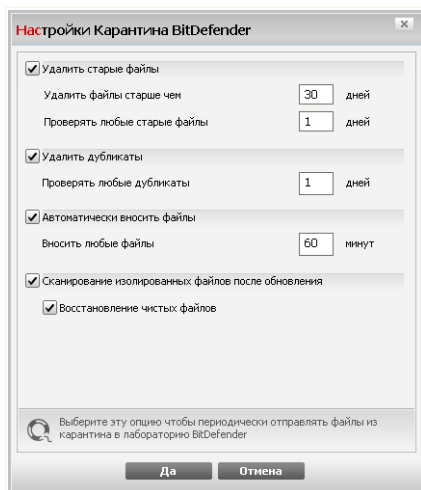 Настройки Карантина BitDefender
Удалить старые файлы
Удалить файлы старше чем 30 дней
Проверять любые старые файлы 1 дней
Удалить дубликаты
Проверять любые дубликаты 1 дней
Автоматически вносить файлы
Вносить любые файлы 60 минут
Сканирование изолированных файлов после обновления
Восстановление чистых файлов
Выберите эту опцию чтобы периодически отправлять файлы из
карантина в лабораторию BitDefender
Да Отмена